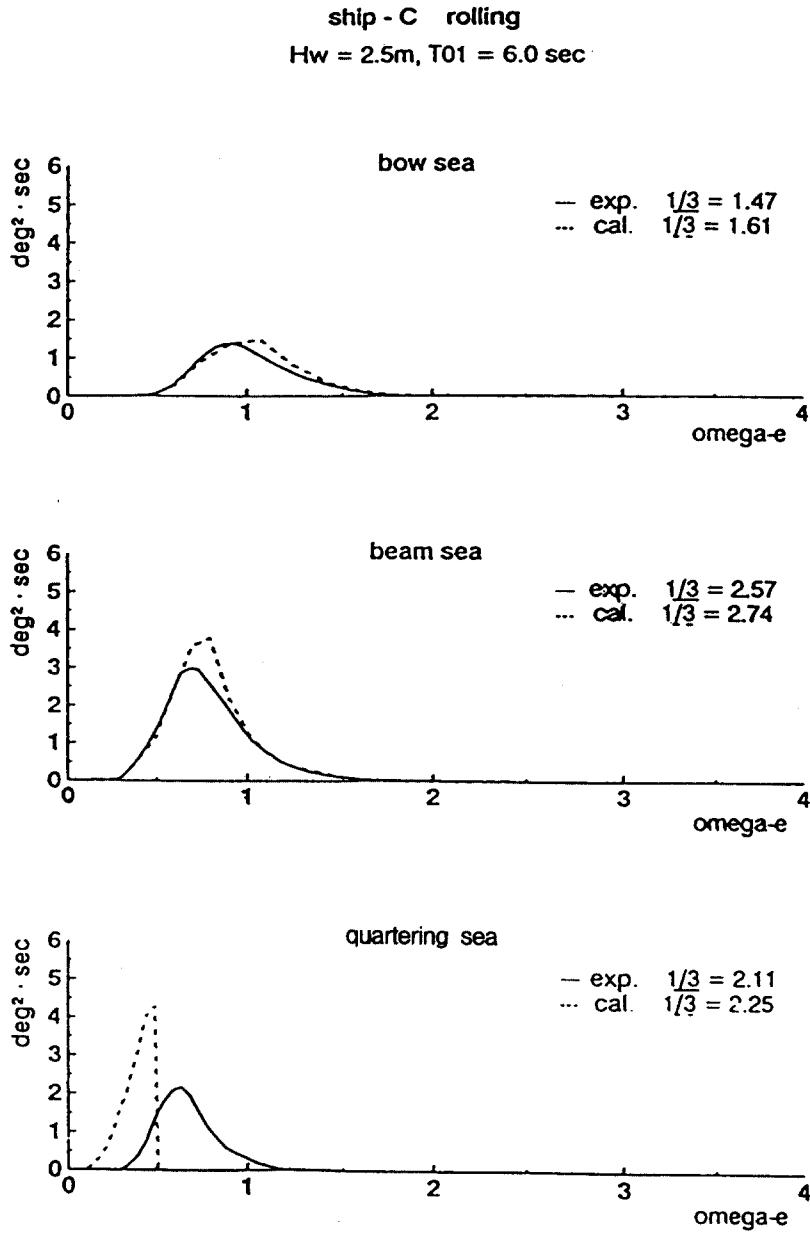 ship - C rolling
Hw = 2.5m, T01 = 6.0 sec
bow sea
deg² · sec
6
5
4
3
2
1
0
— exp. 1/3 = 1.47
--- cal. 1/3 = 1.61
0 1 2 3 4
omega-e
beam sea
deg² · sec
6
5
4
3
2
1
0
— exp. 1/3 = 2.57
--- cal. 1/3 = 2.74
0 1 2 3 4
omega-e
quartering sea
deg² · sec
6
5
4
3
2
1
0
— exp. 1/3 = 2.11
--- cal. 1/3 = 2.25
0 1 2 3 4
omega-e